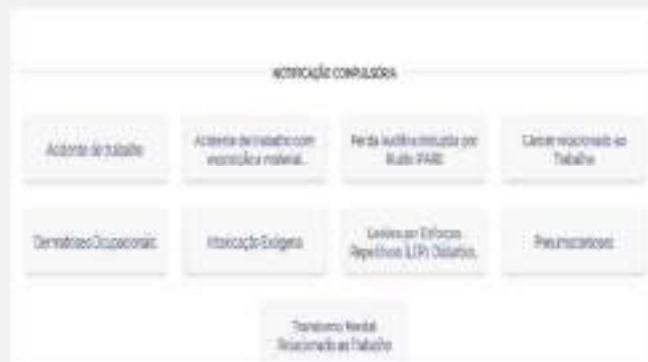 NOTIFICAÇÃO COMPULSÓRIA
Acidente de trabalho
Acidente de trabalho com
exposição a material
Perda Auditiva Induzida por
Ruído (PAIR)
Câncer relacionado ao
Trabalho
Dermatoses Ocupacionais
Intoxicação Exógena
Lesões por Esforços
Repetitivos (LER)
Pneumoconioses
Transtorno Mental
Relacionado ao Trabalho